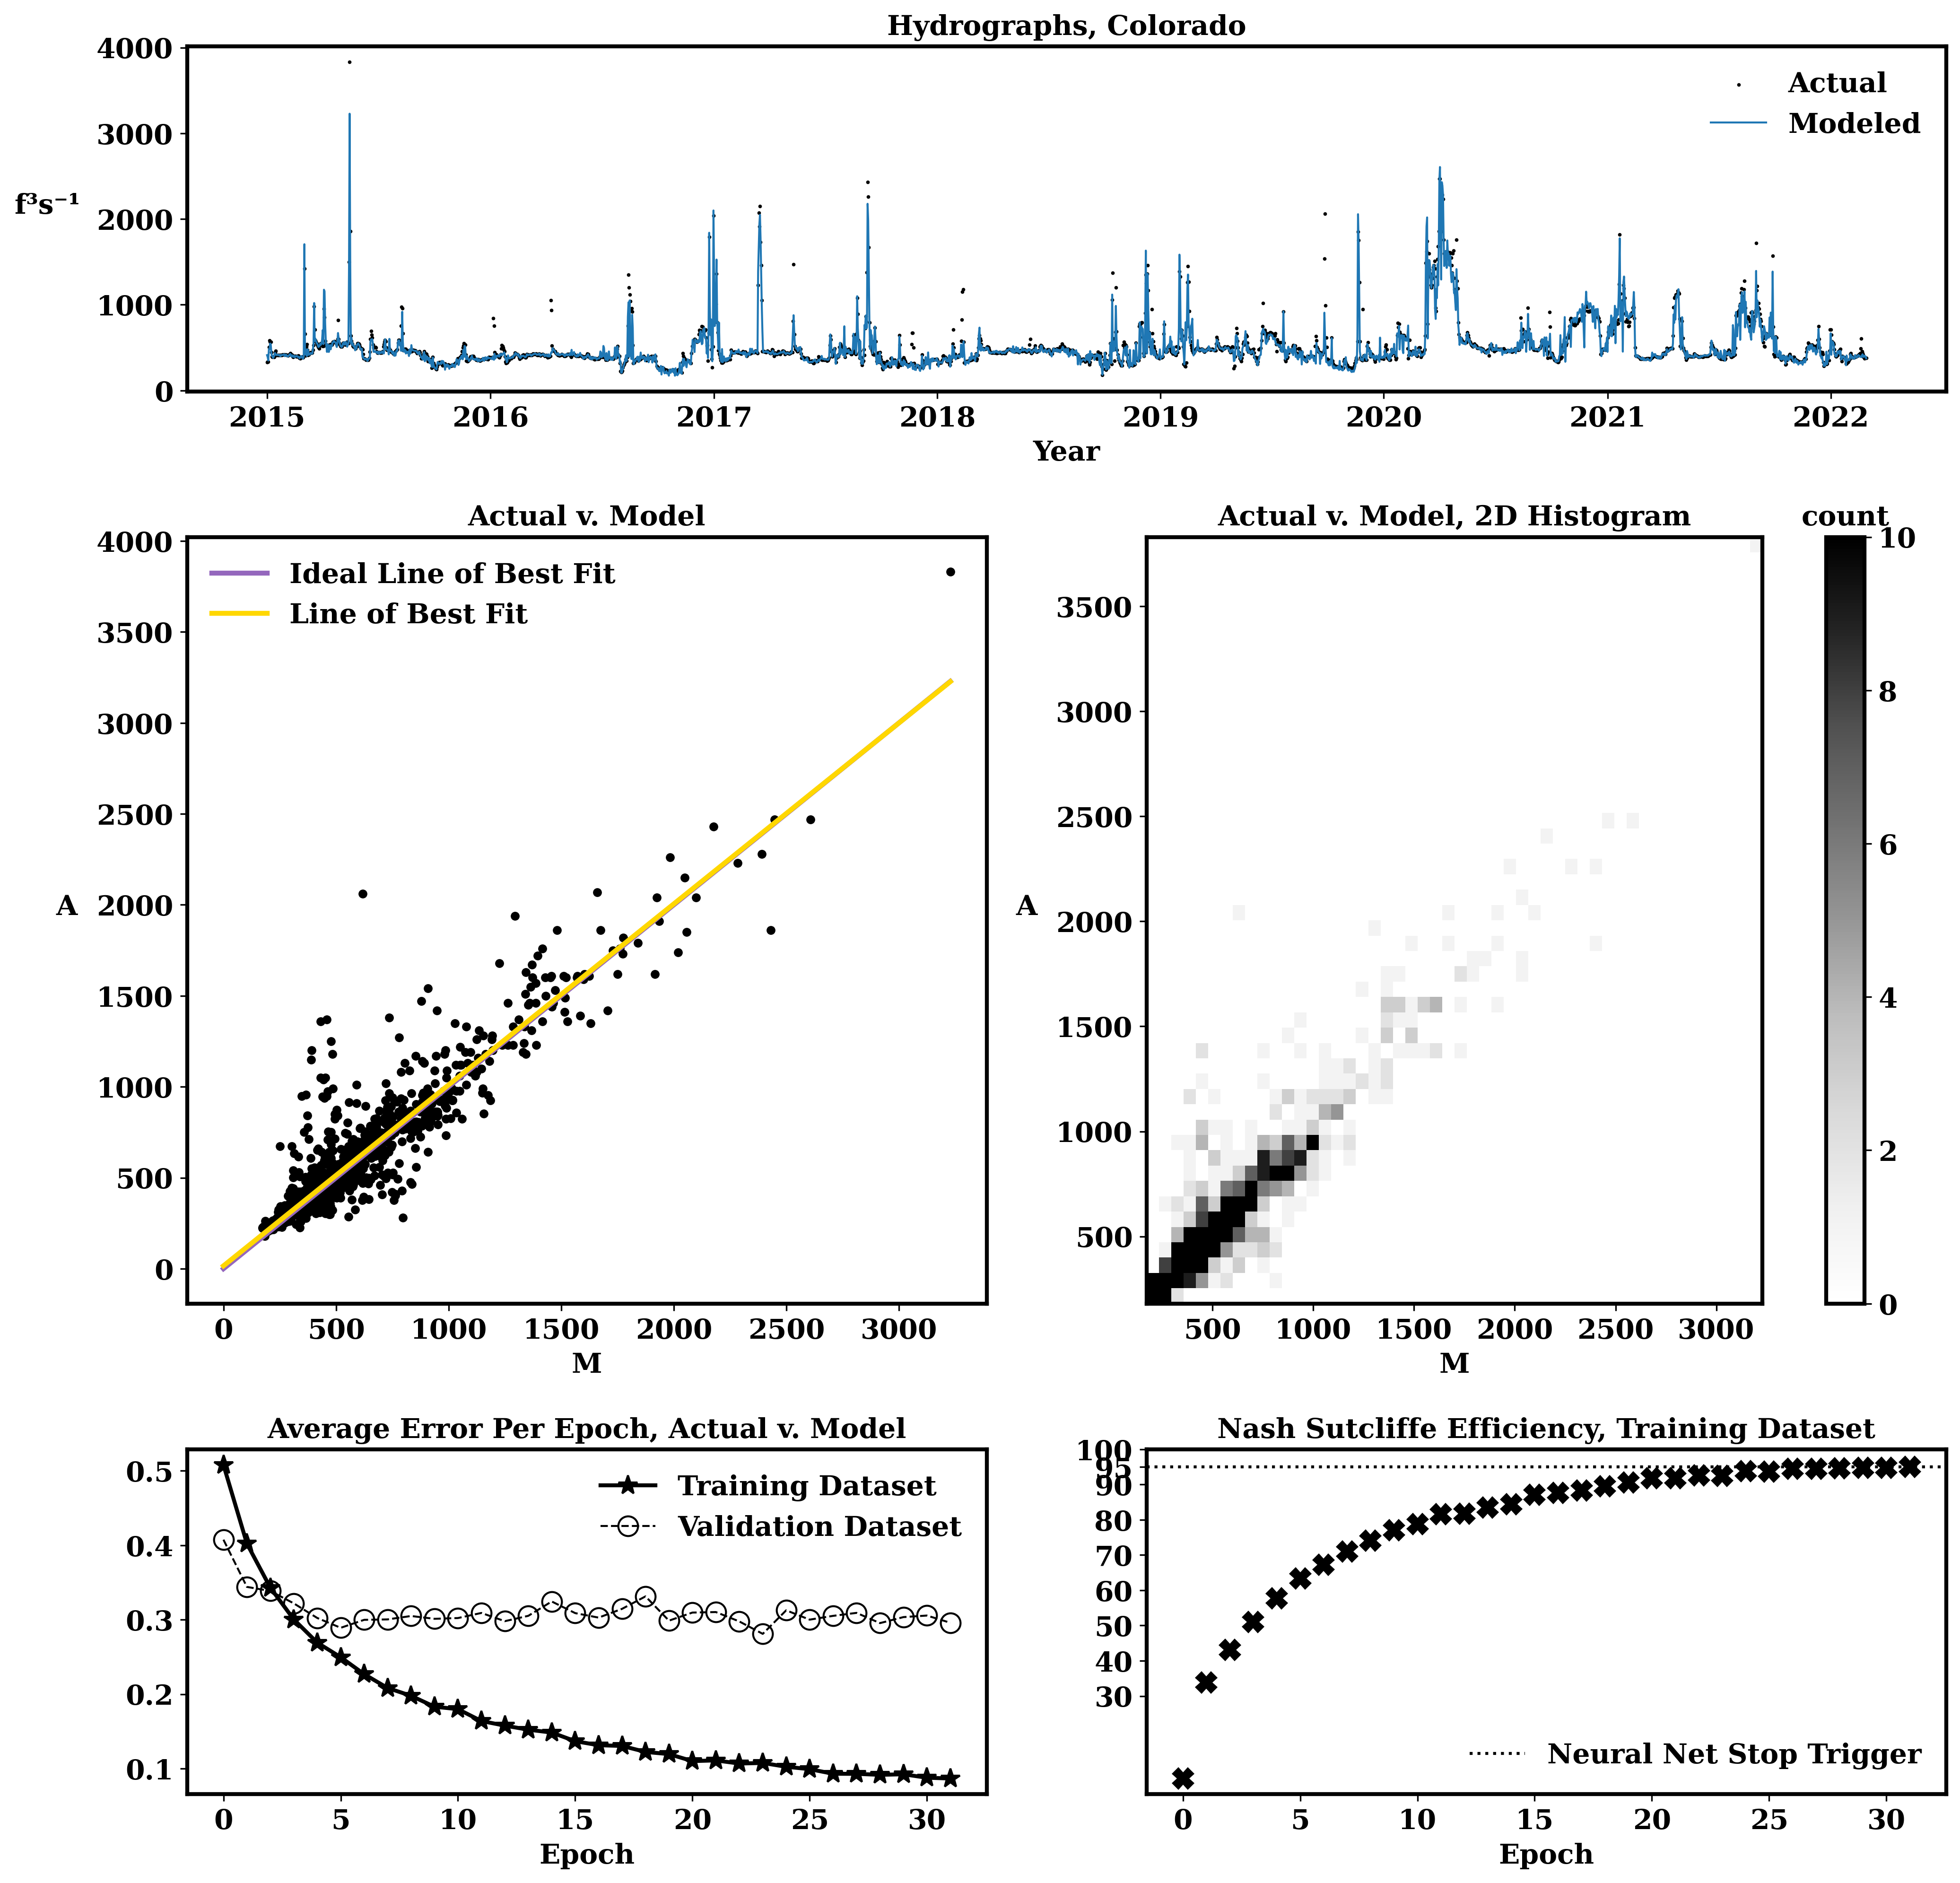 Hydrographs, Colorado
4000
3000
2000
1000
0
f³s⁻¹
Actual
Modeled
2015 2016 2017 2018 2019 2020 2021 2022
Year
Actual v. Model
4000
3500
3000
2500
2000
1500
1000
500
0
A
Ideal Line of Best Fit
Line of Best Fit
0 500 1000 1500 2000 2500 3000
M
Actual v. Model, 2D Histogram
3500
3000
2500
2000
1500
1000
500
A
500 1000 1500 2000 2500 3000
M
count
10
8
6
4
2
0
Average Error Per Epoch, Actual v. Model
0.5
0.4
0.3
0.2
0.1
Training Dataset
Validation Dataset
0 5 10 15 20 25 30
Epoch
Nash Sutcliffe Efficiency, Training Dataset
100
95
90
80
70
60
50
40
30
Neural Net Stop Trigger
0 5 10 15 20 25 30
Epoch